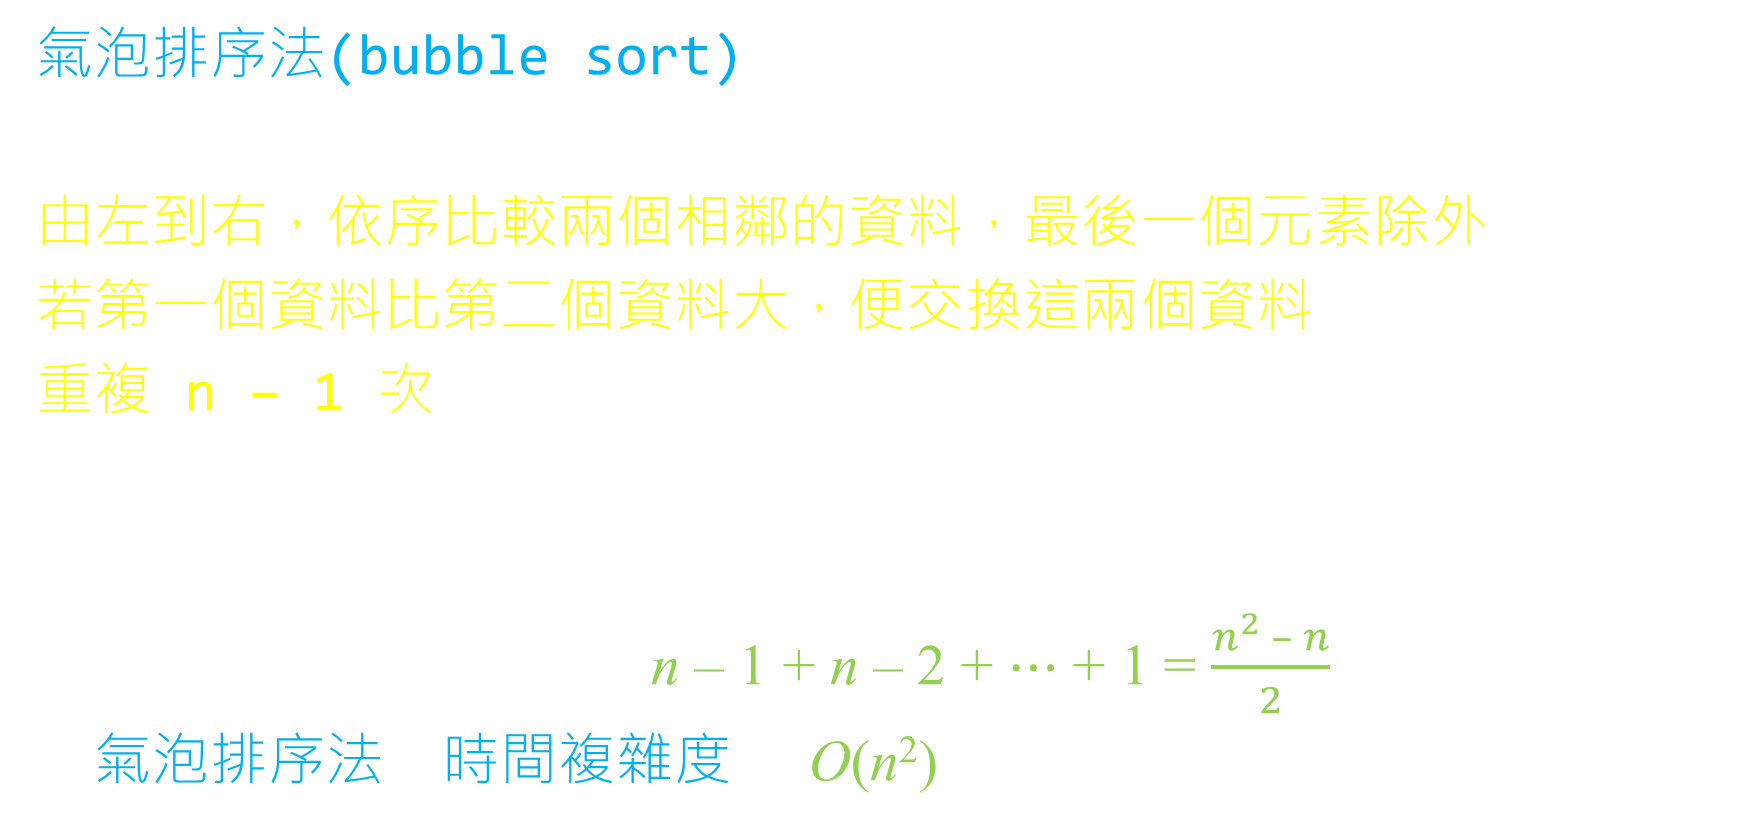 氣泡排序法(bubble sort)
由左到右，依序比較兩個相鄰的資料，最後一個元素除外
若第一個資料比第二個資料大，便交換這兩個資料
重複 n – 1 次
n – 1 + n – 2 + ⋯ + 1 = \frac{n² – n}{2}
氣泡排序法 時間複雜度 O(n²)